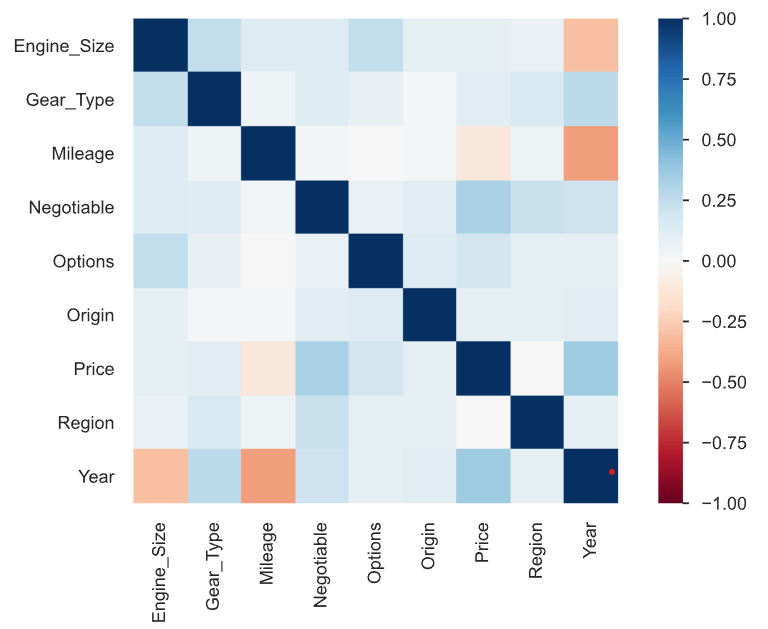 Engine_Size
Gear_Type
Mileage
Negotiable
Options
Origin
Price
Region
Year
Engine_Size
Gear_Type
Mileage
Negotiable
Options
Origin
Price
Region
Year
1.00
0.75
0.50
0.25
0.00
−0.25
−0.50
−0.75
−1.00